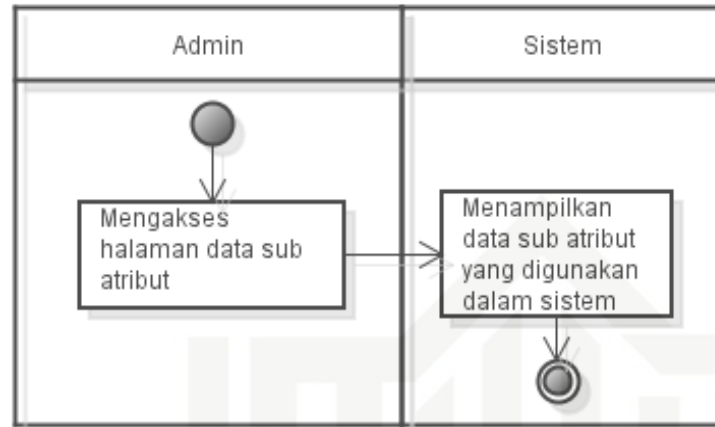 Admin
Sistem
Mengakses
halaman data sub
atribut
Menampilkan
data sub atribut
yang digunakan
dalam sistem